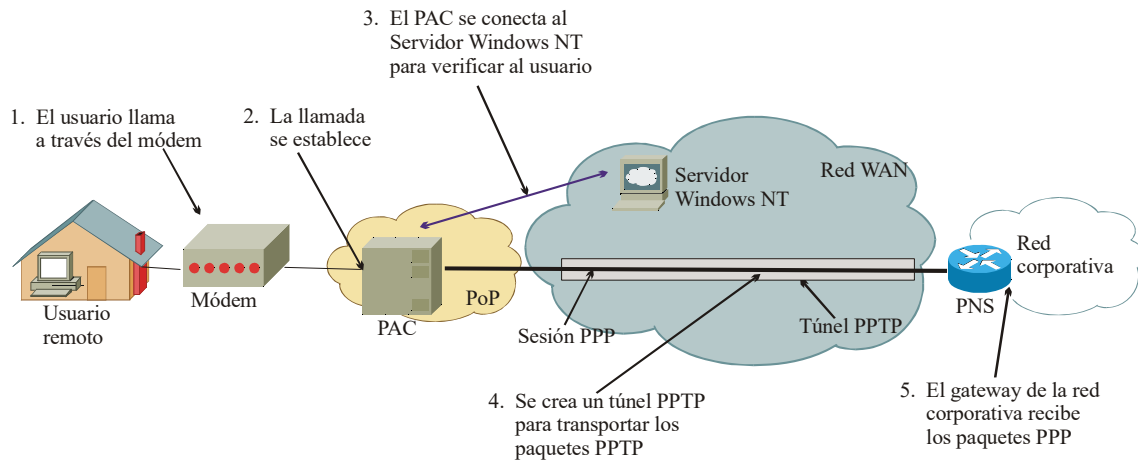 3. El PAC se conecta al
Servidor Windows NT
para verificar al usuario
1. El usuario llama
a través del módem
2. La llamada
se establece
Servidor
Windows NT
Red WAN
Red
corporativa
Módem
PoP
PAC
Usuario
remoto
Sesión PPP
Túnel PPTP
PNS
4. Se crea un túnel PPTP
para transportar los
paquetes PPTP
5. El gateway de la red
corporativa recibe
los paquetes PPP